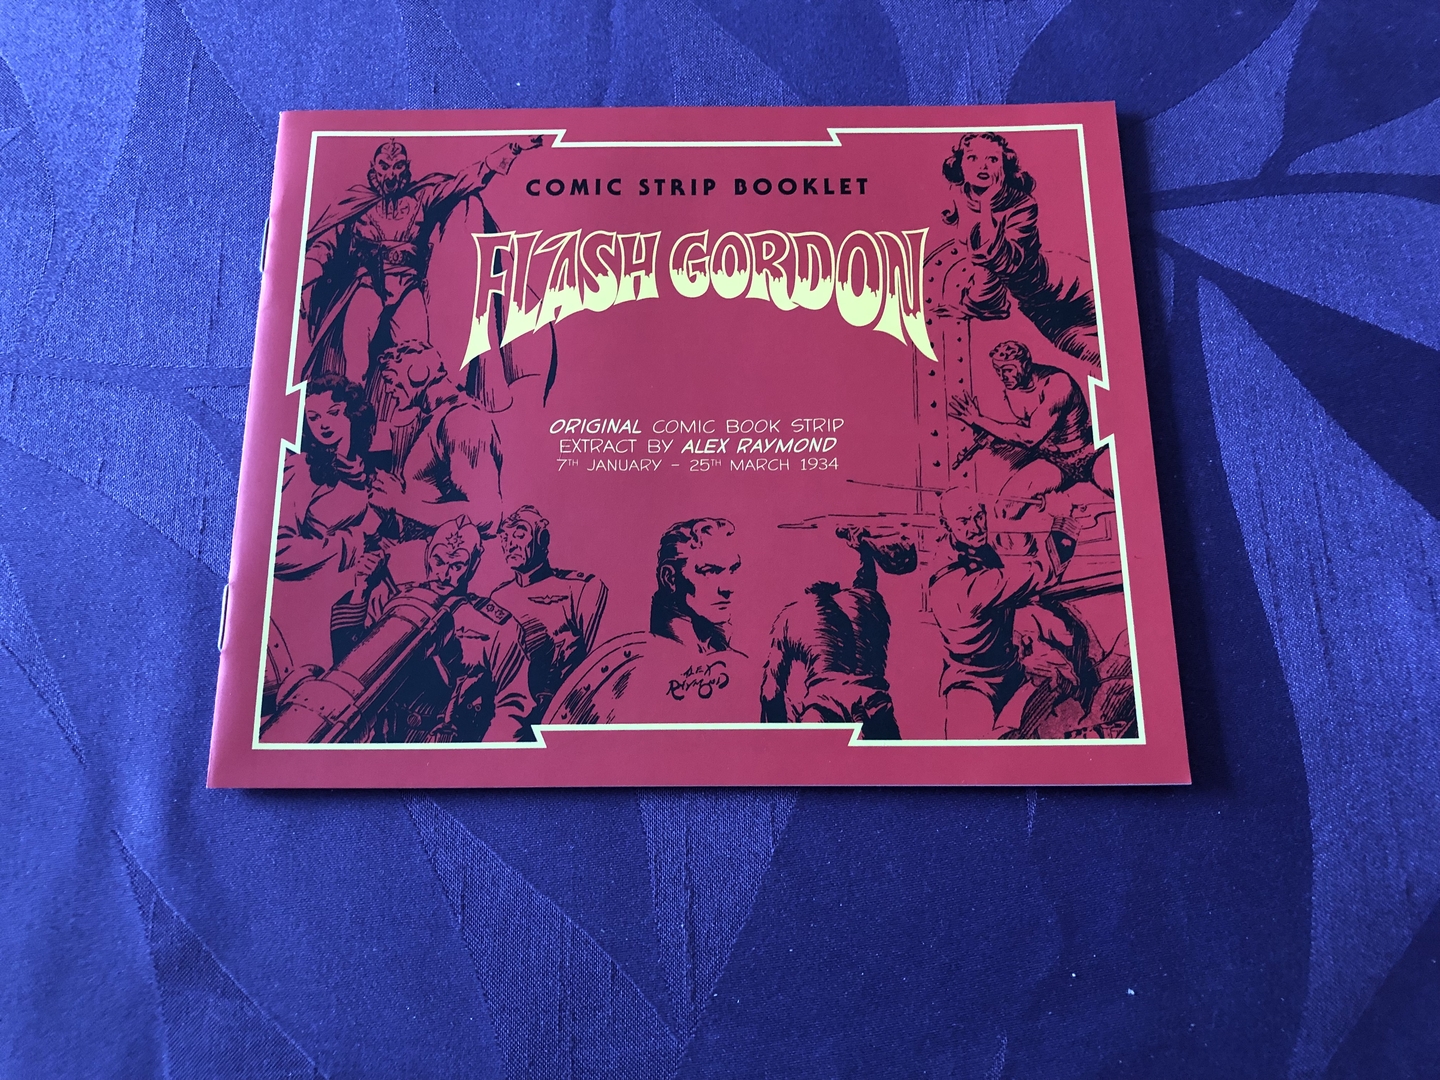 COMIC STRIP BOOKLET
FLASH GORDON
ORIGINAL COMIC BOOK STRIP
EXTRACT BY ALEX RAYMOND
7TH JANUARY – 25TH MARCH 1934
ALEX
RAYMOND